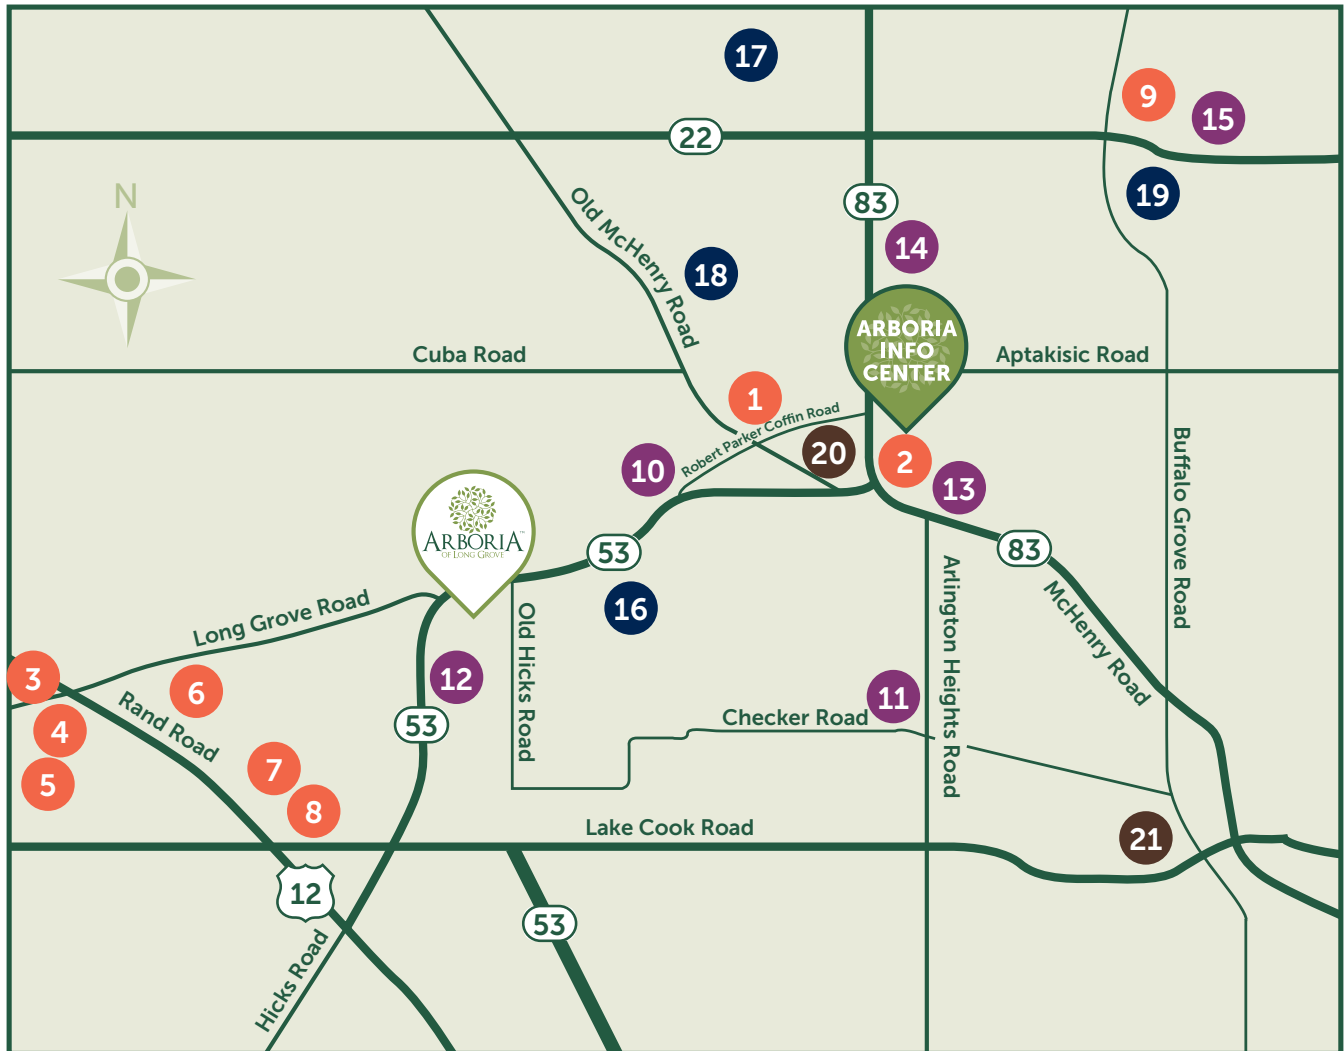 17
9
15
22
N
19
83
Old McHenry Road
14
18
ARBORIA
INFO
CENTER
Cuba Road
Aptakisic Road
1
Robert Parker Coffin Road
20
2
10
13
Buffalo Grove Road
ARBORIA™
OF LONG GROVE
53
83
16
Long Grove Road
Old Hicks Road
Arlington Heights Road
McHenry Road
3
6
12
11
Rand Road
Checker Road
4
53
7
5
8
Lake Cook Road
21
12
53
Hicks Road